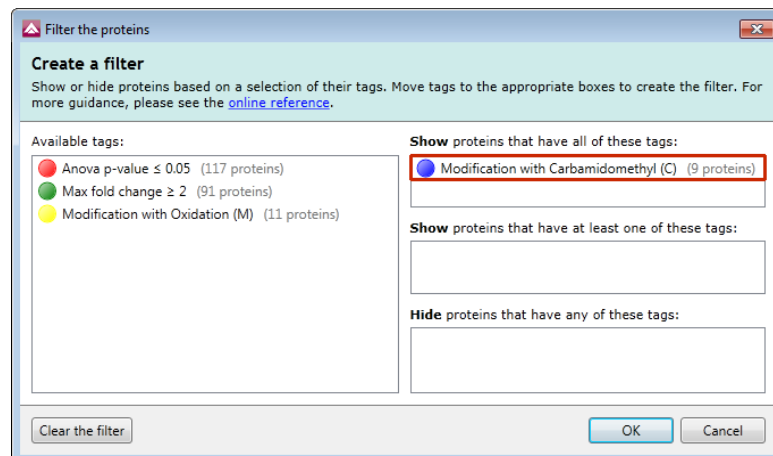 Filter the proteins
Create a filter
Show or hide proteins based on a selection of their tags. Move tags to the appropriate boxes to create the filter. For
more guidance, please see the online reference.
Available tags:
Anova p-value ≤ 0.05 (117 proteins)
Max fold change ≥ 2 (91 proteins)
Modification with Oxidation (M) (11 proteins)
Show proteins that have all of these tags:
Modification with Carbamidomethyl (C) (9 proteins)
Show proteins that have at least one of these tags:
Hide proteins that have any of these tags:
Clear the filter
OK
Cancel